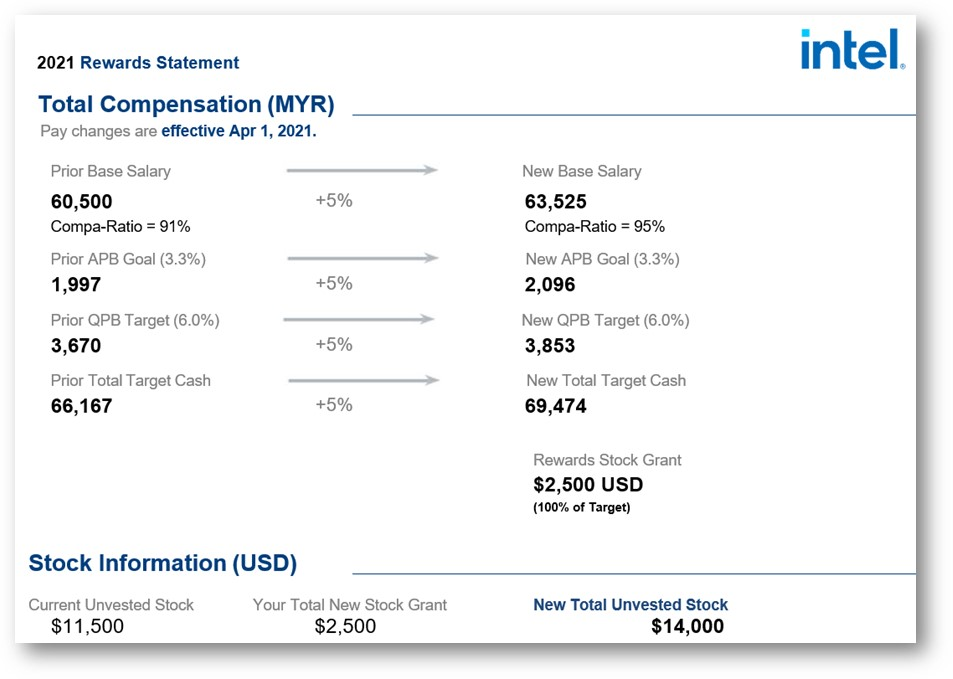 intel.
2021 Rewards Statement
Total Compensation (MYR)
Pay changes are effective Apr 1, 2021.
Prior Base Salary New Base Salary
60,500 +5% 63,525
Compa-Ratio = 91% Compa-Ratio = 95%
Prior APB Goal (3.3%) New APB Goal (3.3%)
1,997 +5% 2,096
Prior QPB Target (6.0%) New QPB Target (6.0%)
3,670 +5% 3,853
Prior Total Target Cash New Total Target Cash
66,167 +5% 69,474
Rewards Stock Grant
$2,500 USD
(100% of Target)
Stock Information (USD)
Current Unvested Stock Your Total New Stock Grant New Total Unvested Stock
$11,500 $2,500 $14,000